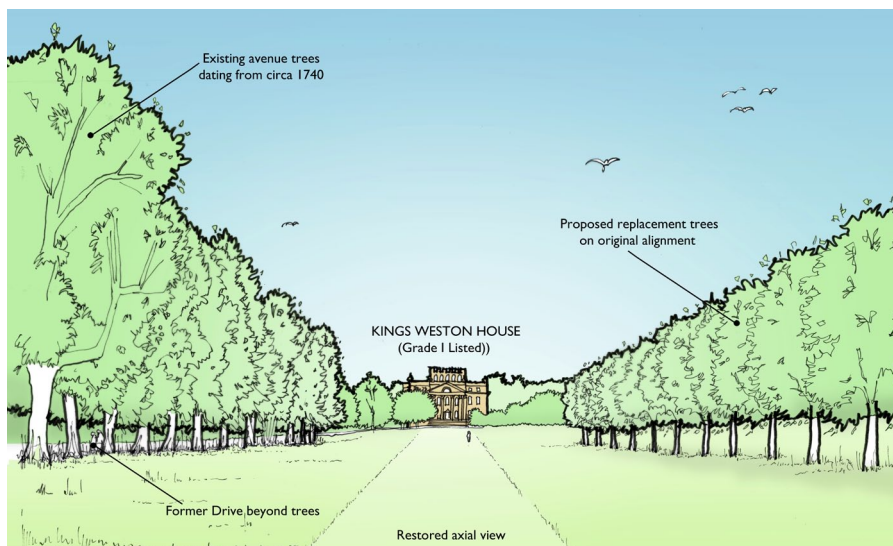 Existing avenue trees
dating from circa 1740
Proposed replacement trees
on original alignment
KINGS WESTON HOUSE
(Grade I Listed))
Former Drive beyond trees
Restored axial view